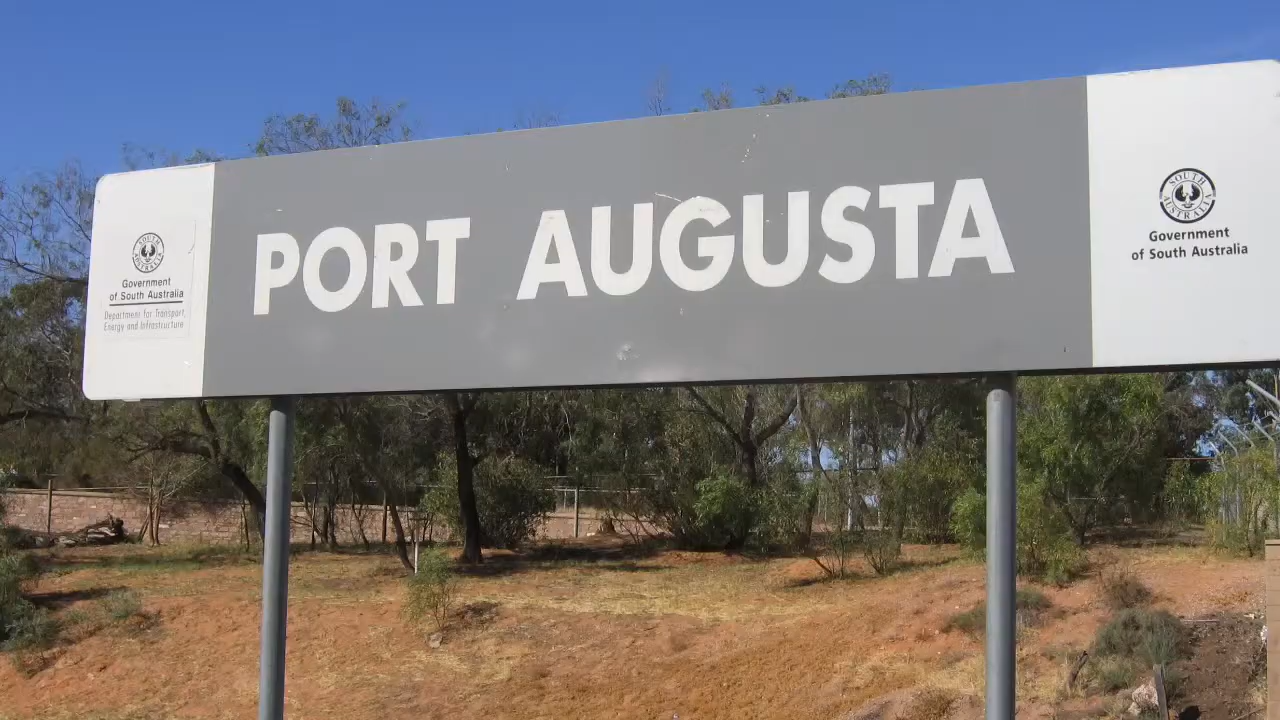 SOUTH AUSTRALIA
Government
of South Australia
Department for Transport,
Energy and Infrastructure
PORT AUGUSTA
SOUTH AUSTRALIA
Government
of South Australia